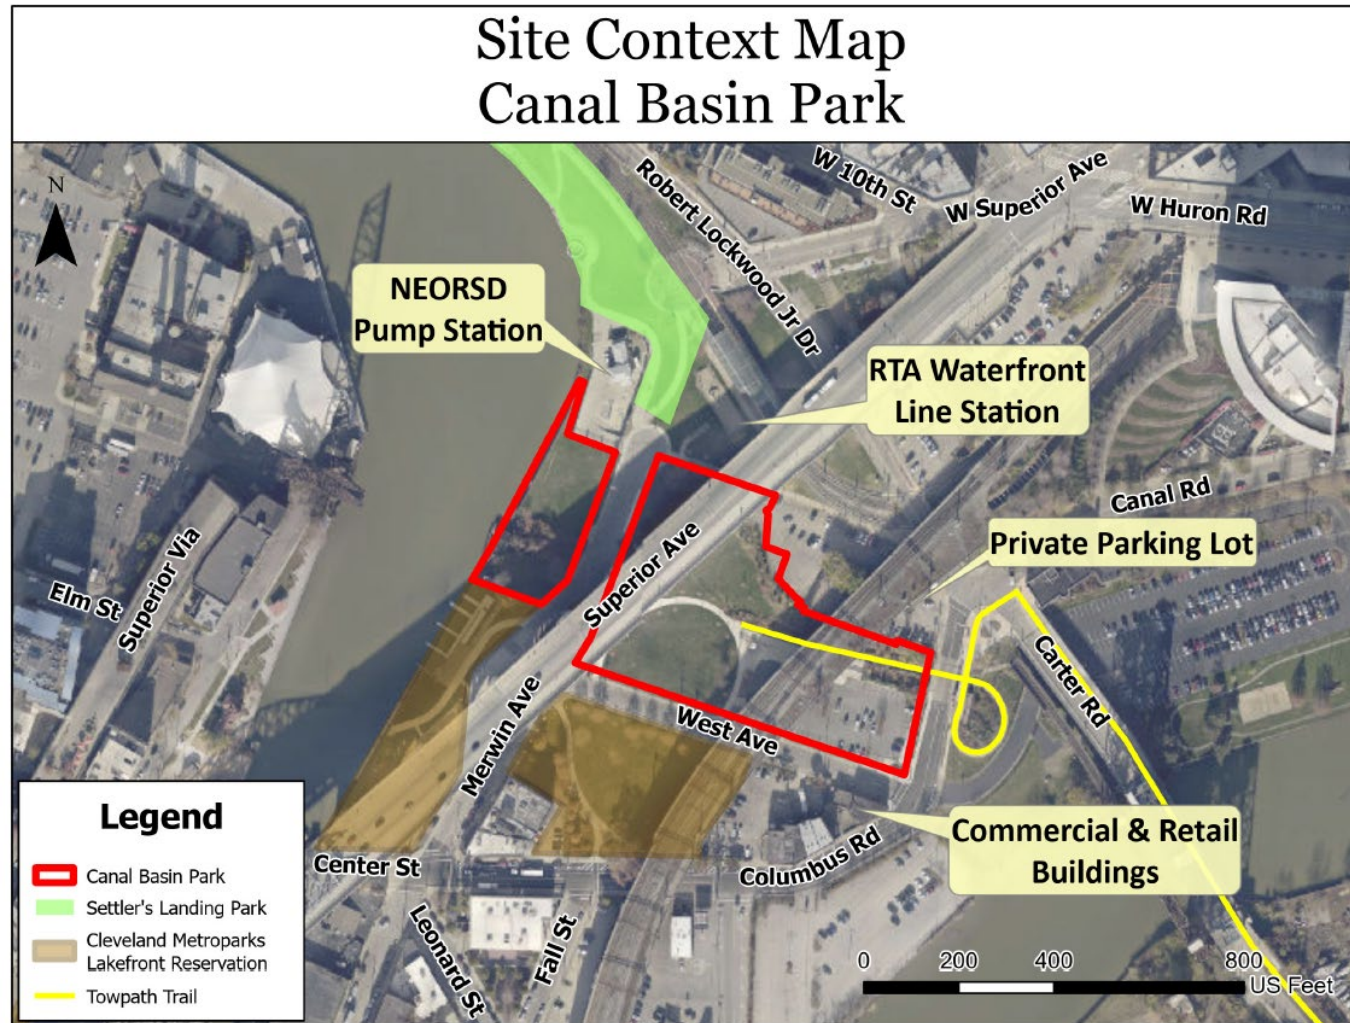 Site Context Map
Canal Basin Park
N
W 10th St
W Superior Ave
W Huron Rd
Robert Lockwood Jr Dr
NEORSD
Pump Station
RTA Waterfront
Line Station
Canal Rd
Private Parking Lot
Superior Ave
Superior Via
Elm St
Carter Rd
Merwin Ave
West Ave
Commercial & Retail
Buildings
Columbus Rd
Center St
Leonard St
Fall St
Legend
Canal Basin Park
Settler's Landing Park
Cleveland Metroparks
Lakefront Reservation
Towpath Trail
0 200 400 800
US Feet